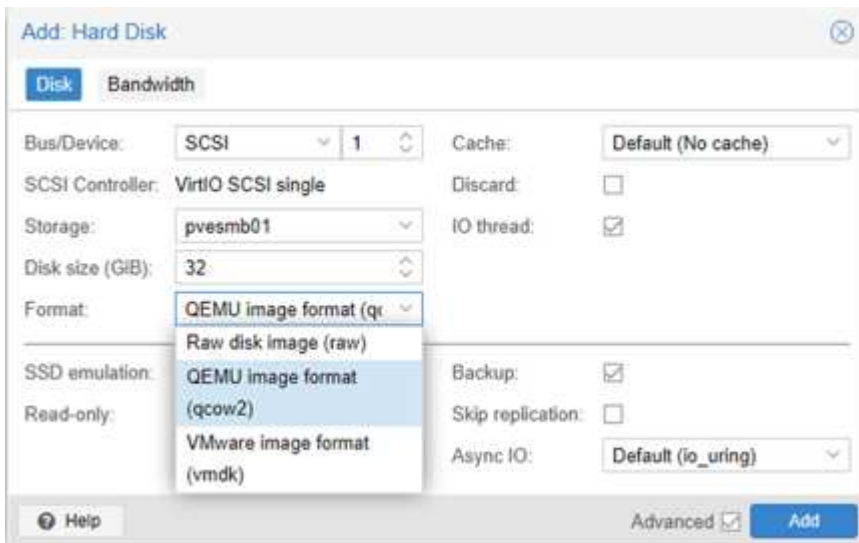 Add: Hard Disk
Disk Bandwidth
Bus/Device: SCSI 1 Cache: Default (No cache)
SCSI Controller: VirtIO SCSI single Discard:
Storage: pvesmb01 IO thread:
Disk size (GiB): 32
Format: QEMU image format (qc
Raw disk image (raw)
SSD emulation: QEMU image format Backup:
Read-only: (qcow2) Skip replication:
VMware image format
(vmdk) Async IO: Default (io_uring)
Help Advanced Add